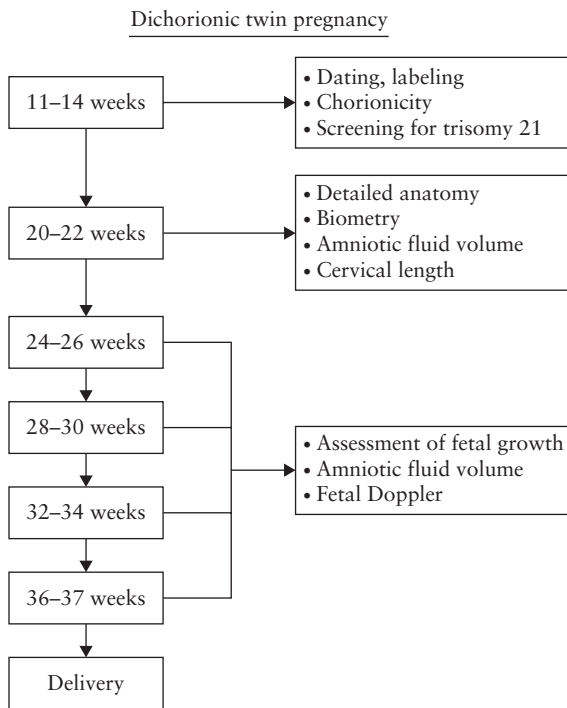 Dichorionic twin pregnancy
11–14 weeks
• Dating, labeling
• Chorionicity
• Screening for trisomy 21
20–22 weeks
• Detailed anatomy
• Biometry
• Amniotic fluid volume
• Cervical length
24–26 weeks
28–30 weeks
• Assessment of fetal growth
• Amniotic fluid volume
• Fetal Doppler
32–34 weeks
36–37 weeks
Delivery